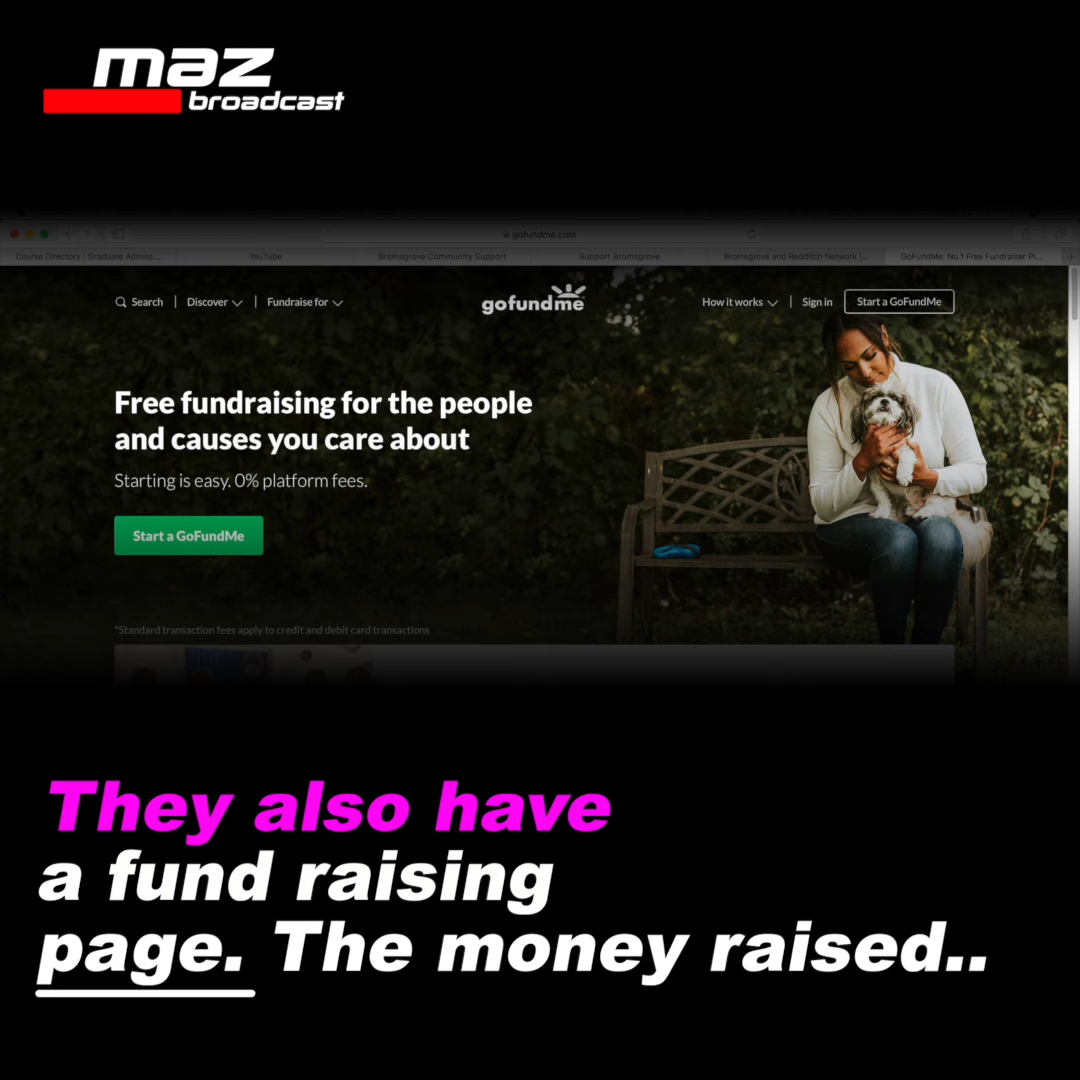 maz
broadcast
gofundme.com
Course Directory | Graduate Admiss...
YouTube
Bromsgrove Community Support
Support Bromsgrove
Bromsgrove and Redditch Network |...
GoFundMe: No.1 Free Fundraiser Pl...
Search
Discover
Fundraise for
gofundme
How it works
Sign in
Start a GoFundMe
Free fundraising for the people
and causes you care about
Starting is easy. 0% platform fees.
Start a GoFundMe
*Standard transaction fees apply to credit and debit card transactions
They also have
a fund raising
page. The money raised..